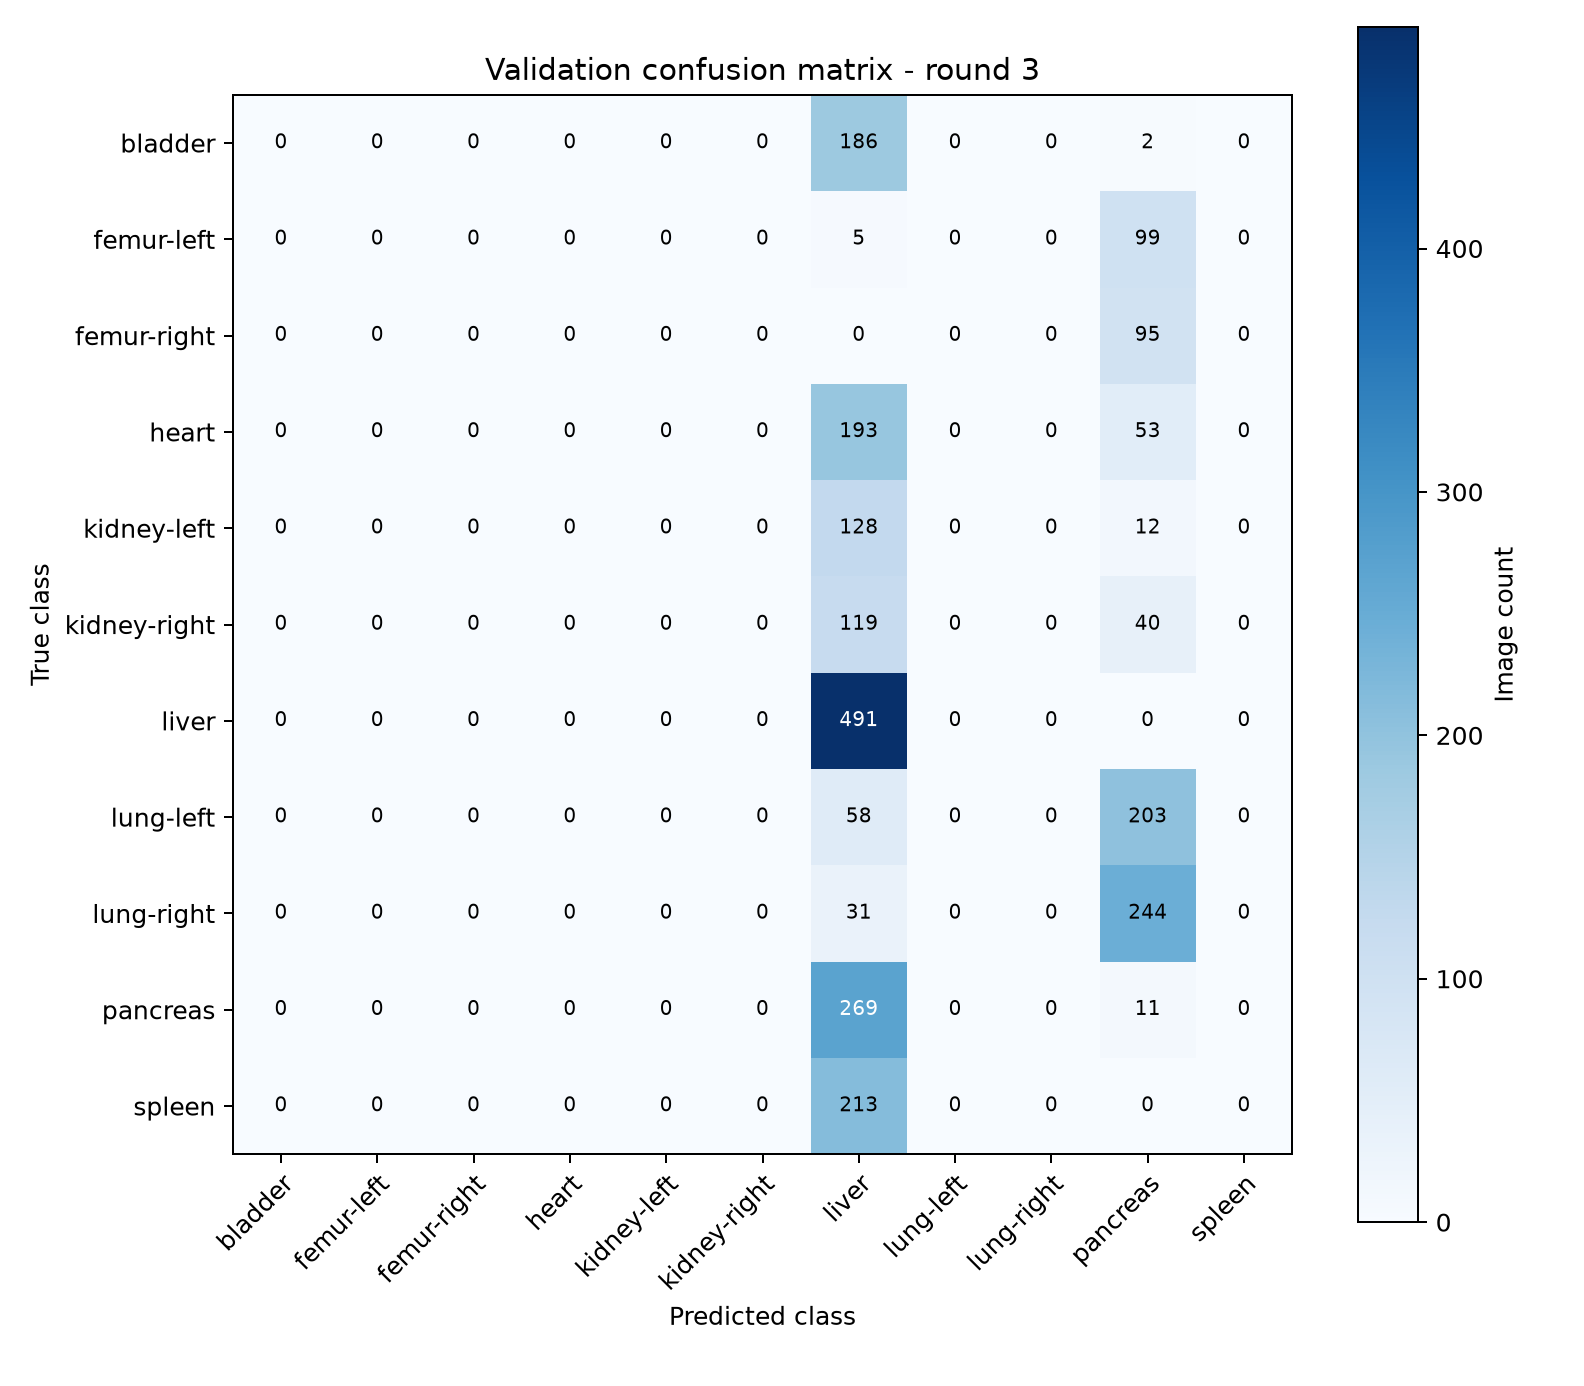 Validation confusion matrix - round 3
bladder 0 0 0 0 0 0 186 0 0 2 0
femur-left 0 0 0 0 0 0 5 0 0 99 0
femur-right 0 0 0 0 0 0 0 0 0 95 0
heart 0 0 0 0 0 0 193 0 0 53 0
kidney-left 0 0 0 0 0 0 128 0 0 12 0
kidney-right 0 0 0 0 0 0 119 0 0 40 0
liver 0 0 0 0 0 0 491 0 0 0 0
lung-left 0 0 0 0 0 0 58 0 0 203 0
lung-right 0 0 0 0 0 0 31 0 0 244 0
pancreas 0 0 0 0 0 0 269 0 0 11 0
spleen 0 0 0 0 0 0 213 0 0 0 0
True class
bladder femur-left femur-right heart kidney-left kidney-right liver lung-left lung-right pancreas spleen
Predicted class
400
300
200
100
0
Image count